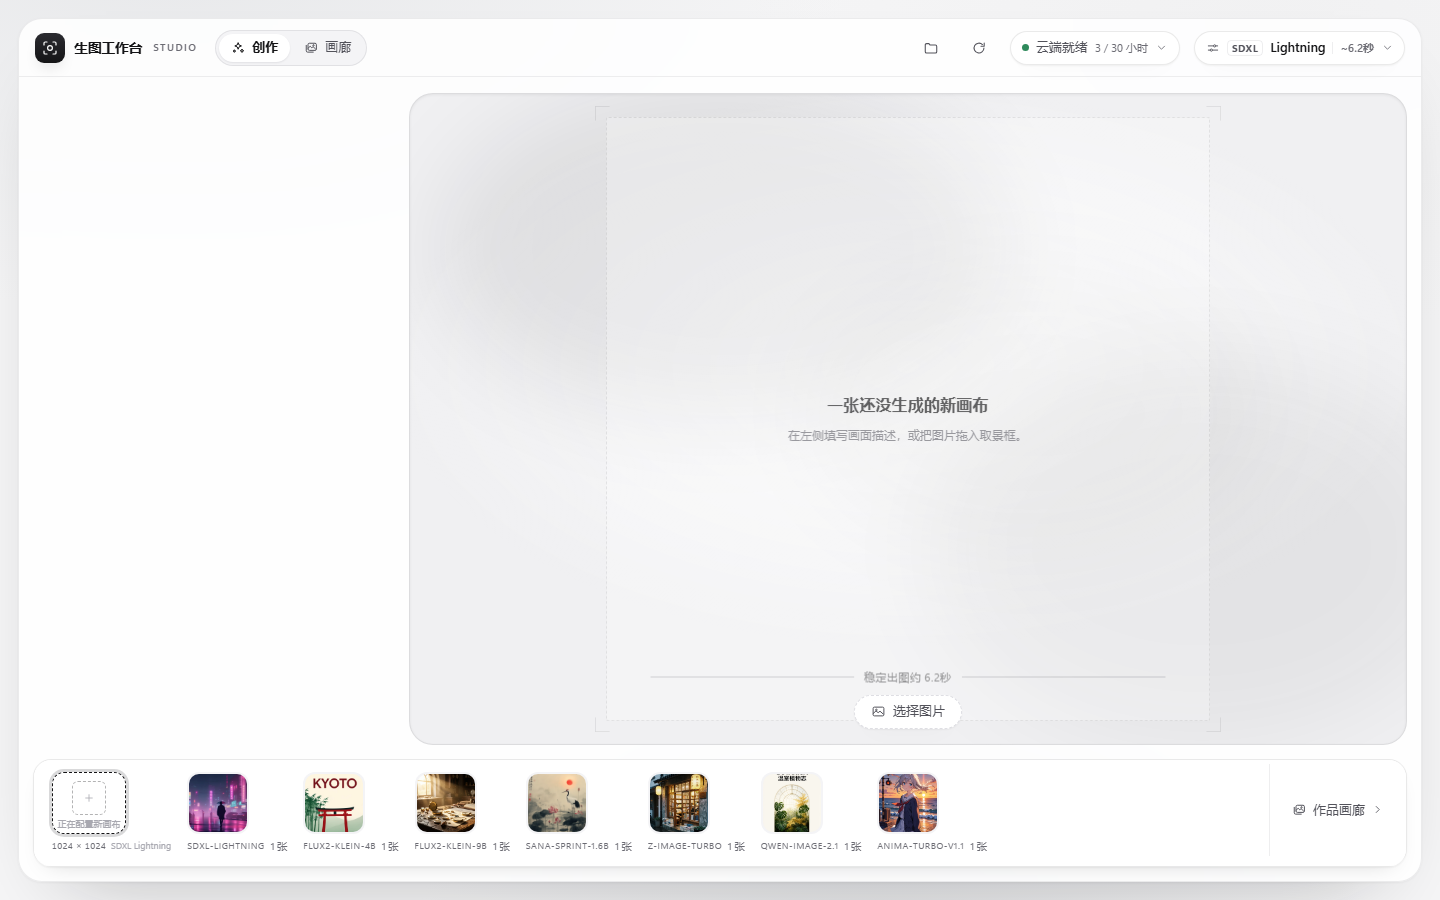 生图工作台 STUDIO 创作 画廊
云端就绪 3 / 30 小时
SDXL Lightning ~6.2秒
一张还没生成的新画布
在左侧填写画面描述，或把图片拖入取景框。
稳定出图约 6.2秒
选择图片
正在配置新画布
1024 × 1024 SDXL Lightning
SDXL-LIGHTNING 1张
KYOTO
FLUX2-KLEIN-4B 1张
FLUX2-KLEIN-9B 1张
SANA-SPRINT-1.6B 1张
Z-IMAGE-TURBO 1张
温室植物志
QWEN-IMAGE-2.1 1张
ANIMA-TURBO-V1.1 1张
作品画廊